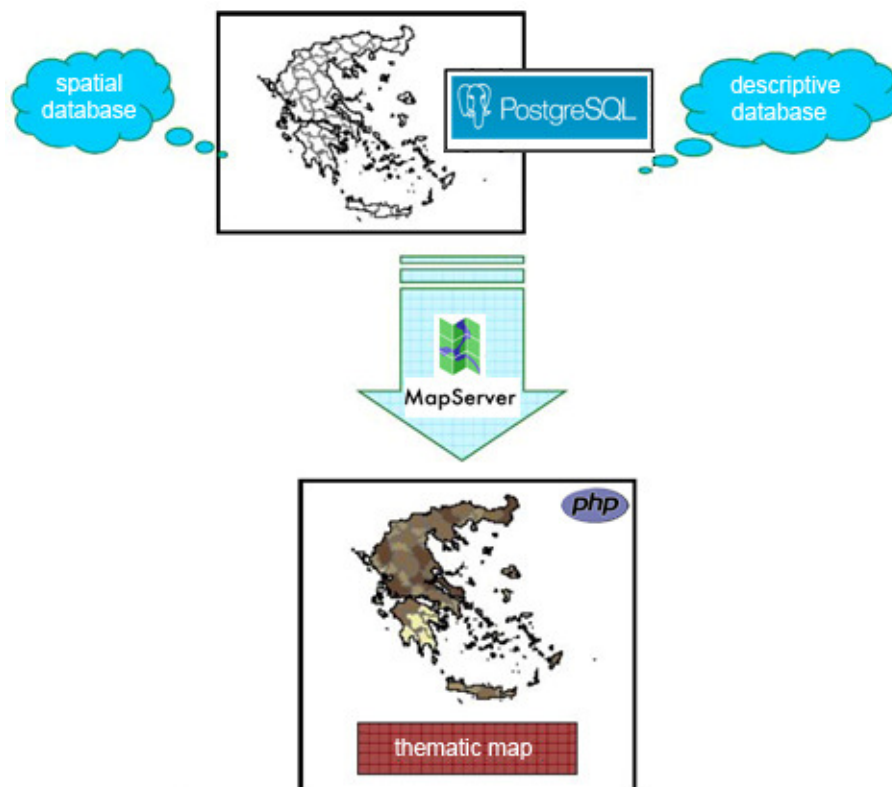 spatial
database
PostgreSQL
descriptive
database
MapServer
php
thematic map